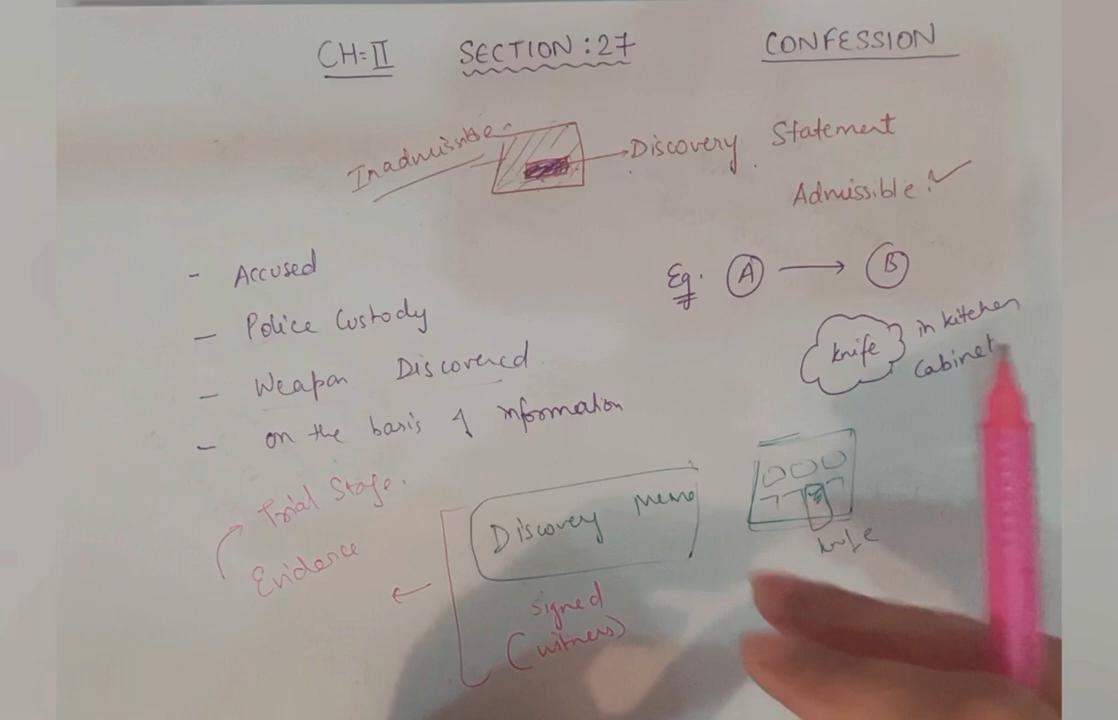 CH=II SECTION:27 CONFESSION
Inadmissible
Discovery Statement
Admissible
- Accused
- Police Custody
- Weapon Discovered
- on the basis of information
Eg. A → B
knife in kitchen
cabinet
Trial Stage.
Evidence
Discovery Memo
signed
(witness)
knife